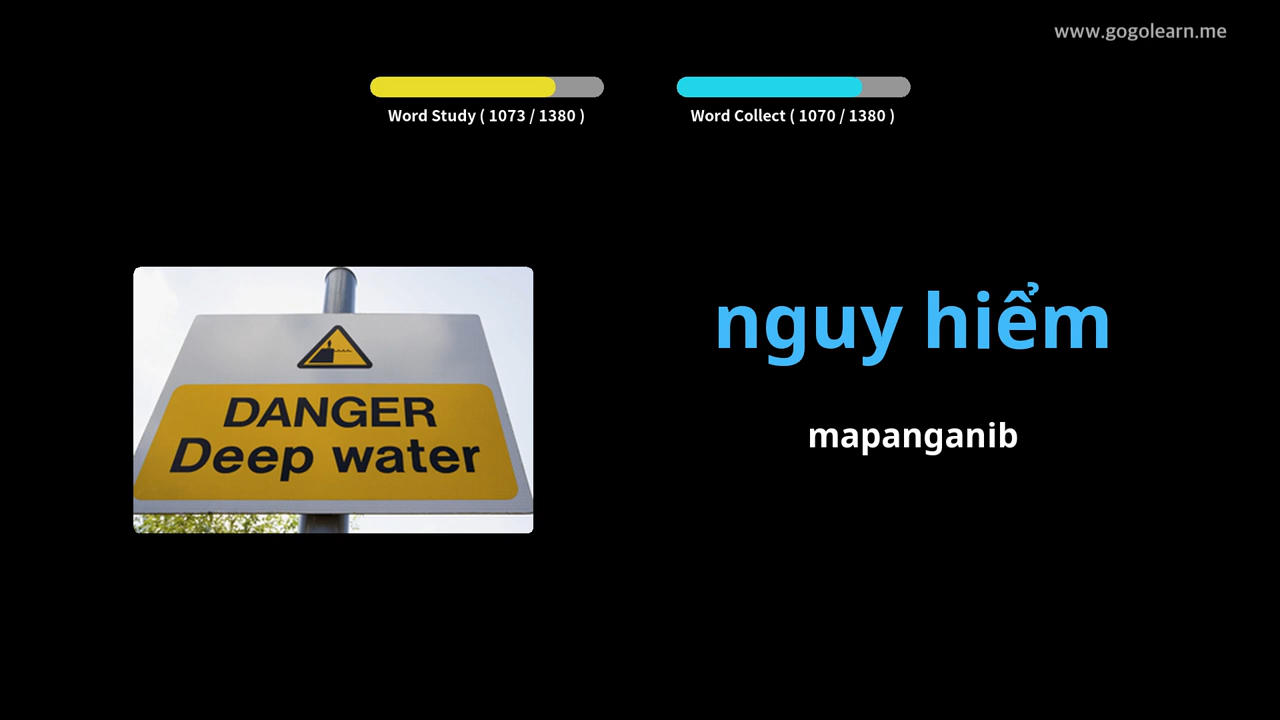 www.gogolearn.me
Word Study ( 1073 / 1380 )
Word Collect ( 1070 / 1380 )
DANGER
Deep water
nguy hiểm
mapanganib